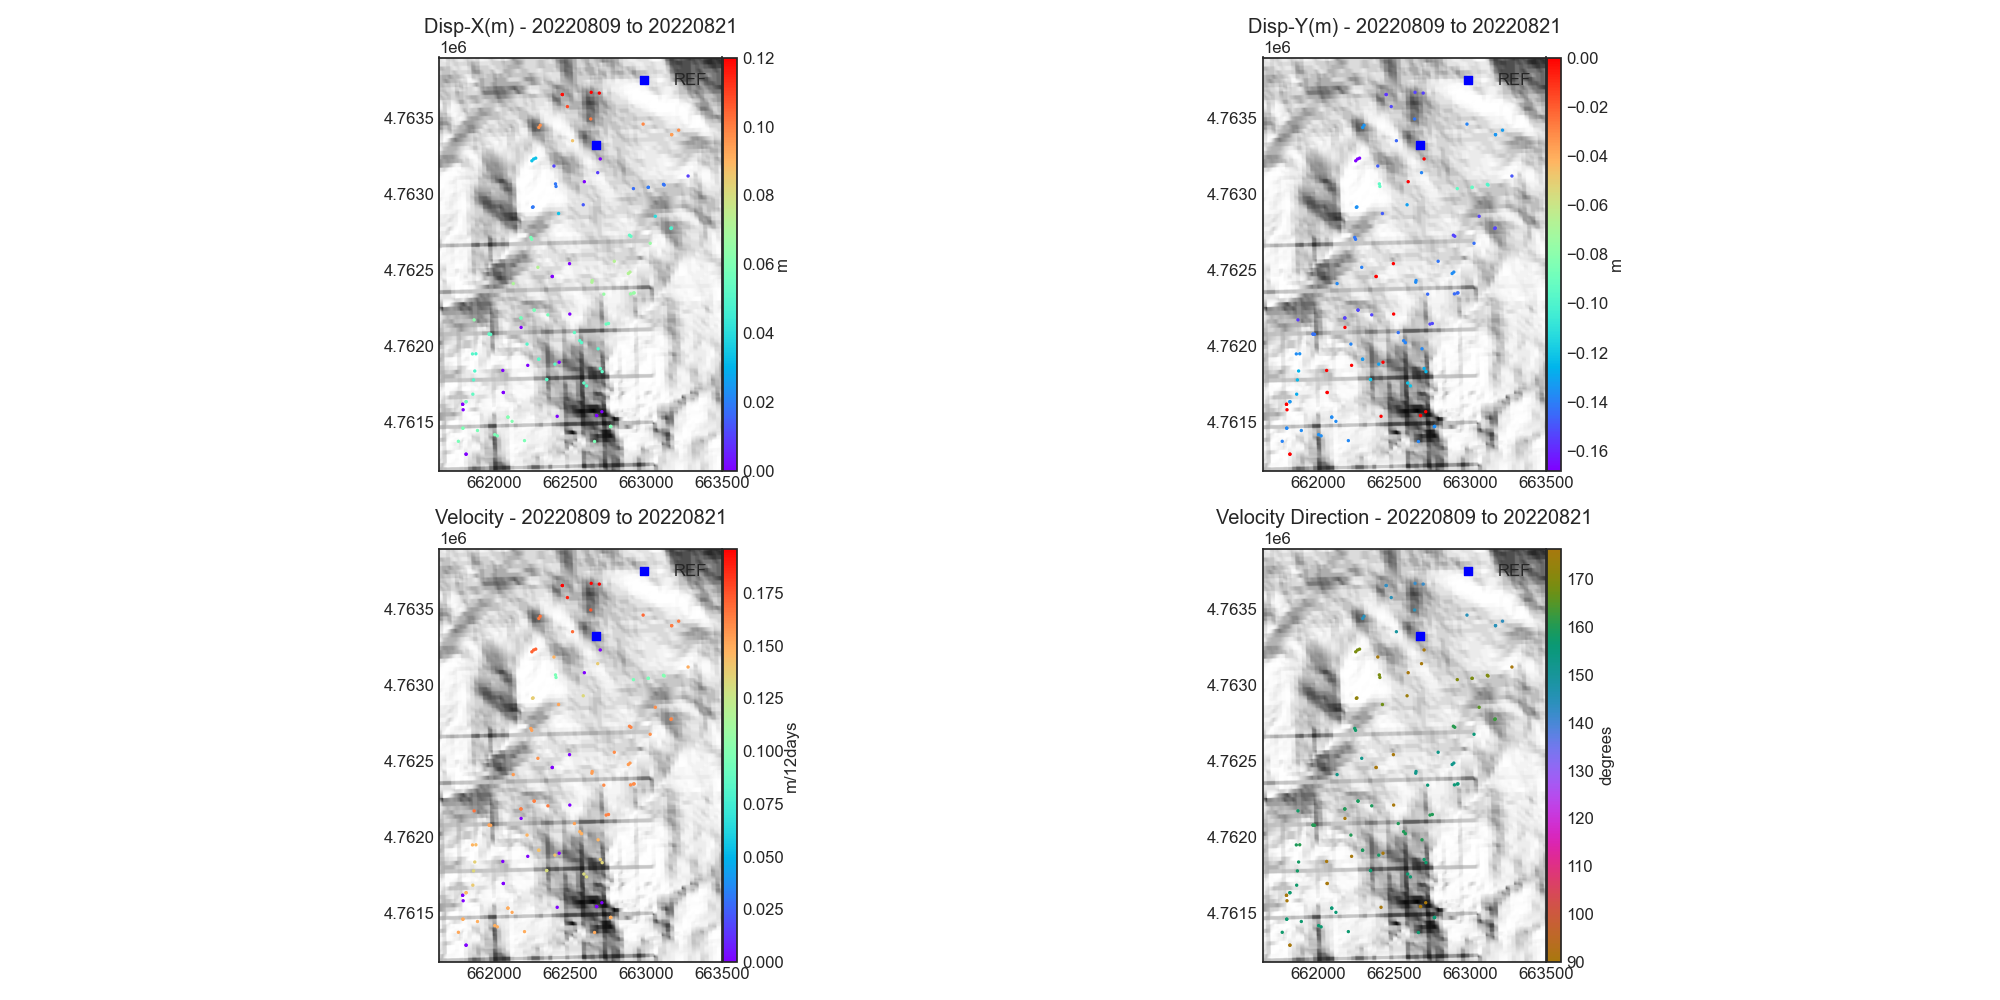 Disp-X(m) - 20220809 to 20220821
1e6
REF
4.7635
4.7630
4.7625
4.7620
4.7615
662000 662500 663000 663500
0.12
0.10
0.08
0.06
0.04
0.02
0.00
m
Disp-Y(m) - 20220809 to 20220821
1e6
REF
4.7635
4.7630
4.7625
4.7620
4.7615
662000 662500 663000 663500
0.00
−0.02
−0.04
−0.06
−0.08
−0.10
−0.12
−0.14
−0.16
m
Velocity - 20220809 to 20220821
1e6
REF
4.7635
4.7630
4.7625
4.7620
4.7615
662000 662500 663000 663500
0.175
0.150
0.125
0.100
0.075
0.050
0.025
0.000
m/12days
Velocity Direction - 20220809 to 20220821
1e6
REF
4.7635
4.7630
4.7625
4.7620
4.7615
662000 662500 663000 663500
170
160
150
140
130
120
110
100
90
degrees